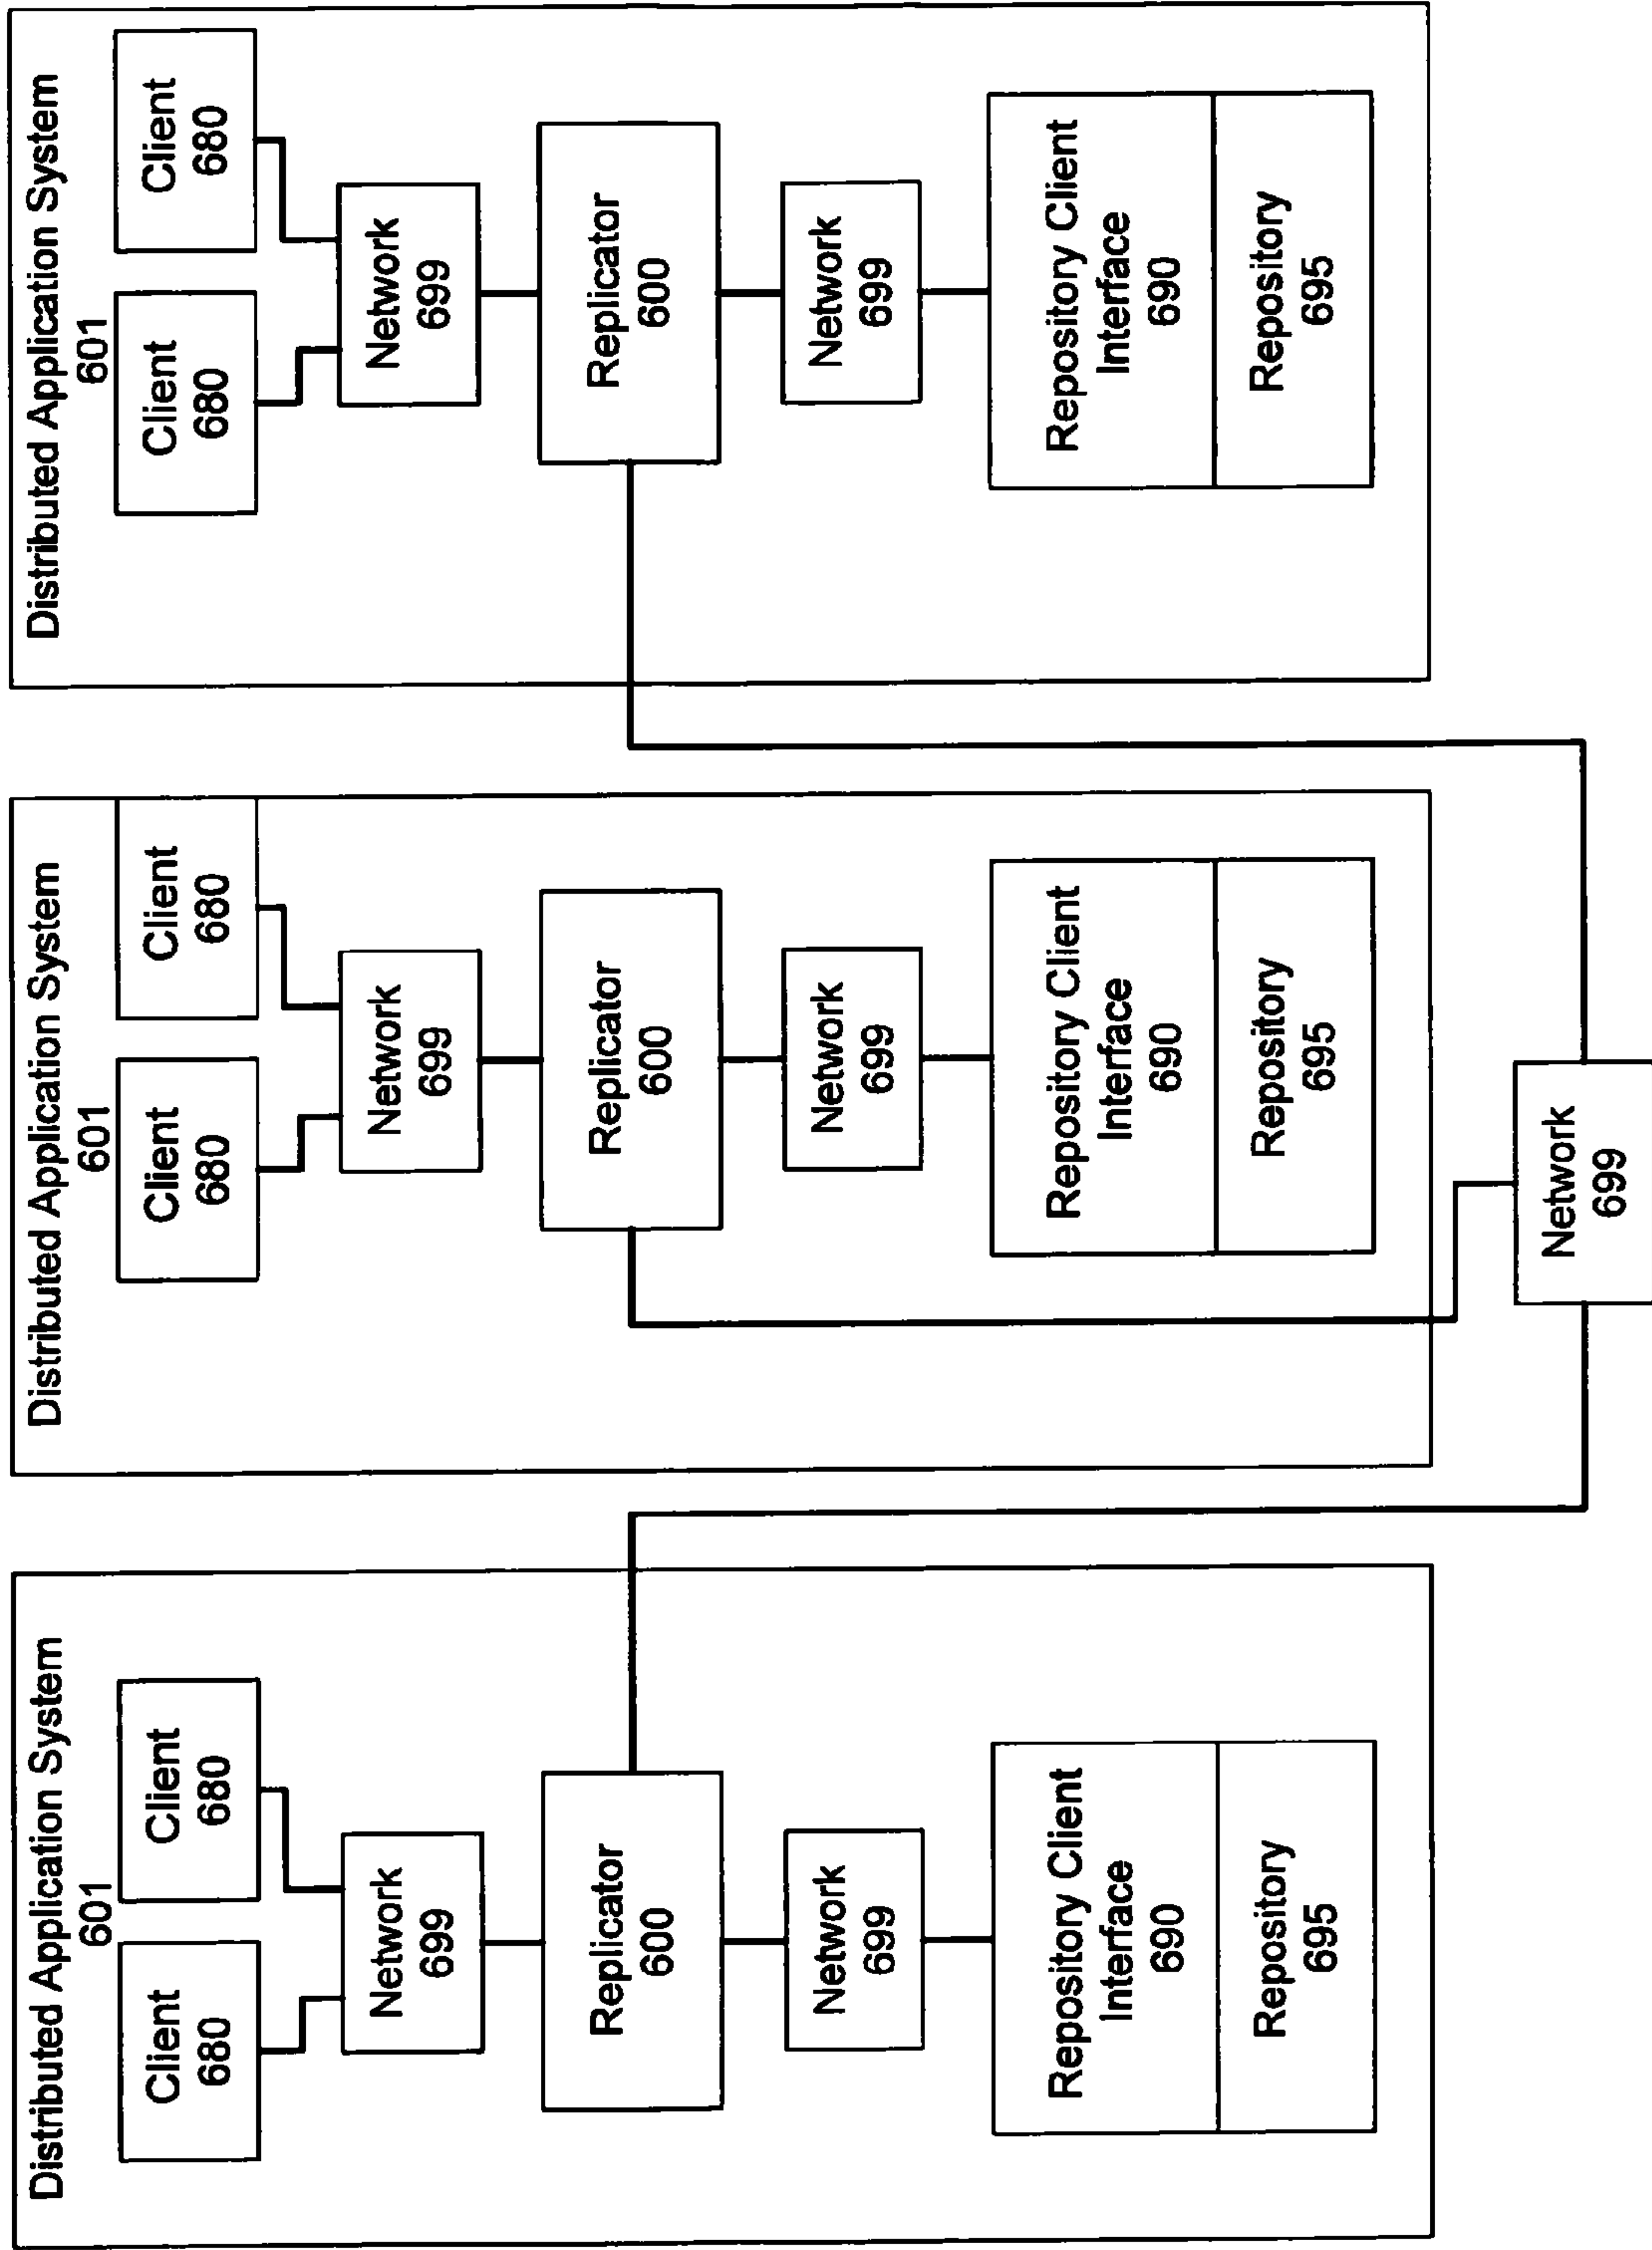 Distributed Application System
601
Client
680
Client
680
Network
699
Replicator
600
Network
699
Repository Client
Interface
690
Repository
695
Distributed Application System
601
Client
680
Client
680
Network
699
Replicator
600
Network
699
Repository Client
Interface
690
Repository
695
Distributed Application System
601
Client
680
Client
680
Network
699
Replicator
600
Network
699
Repository Client
Interface
690
Repository
695
Network
699